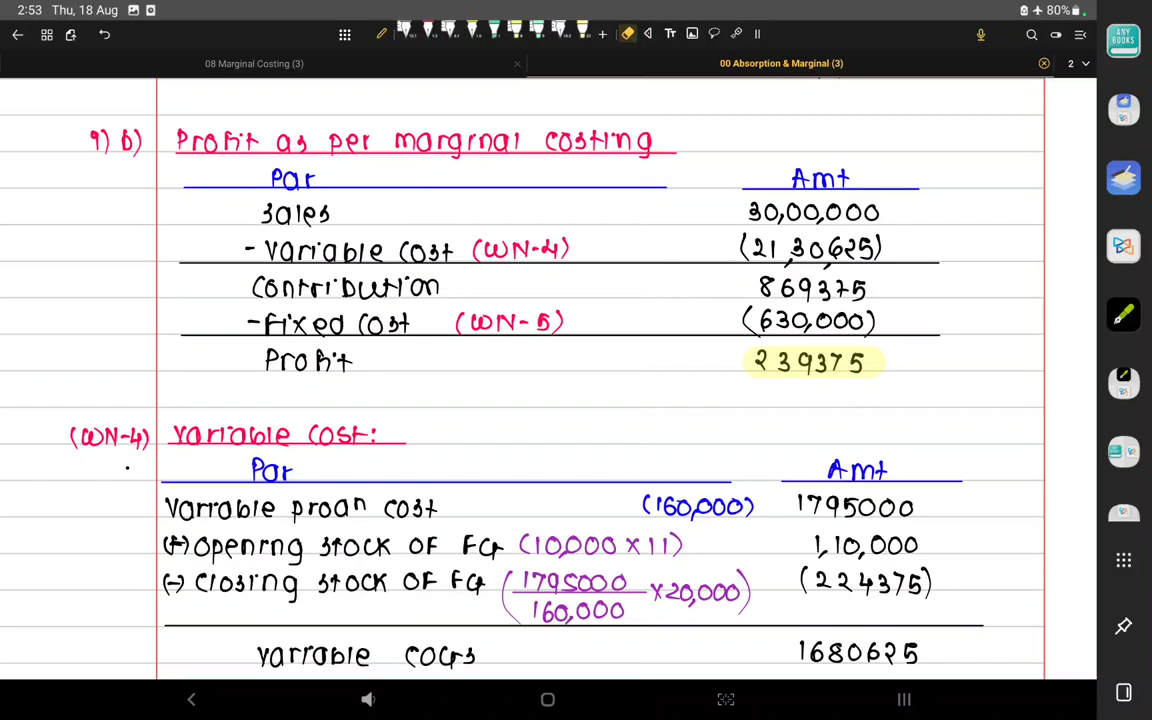 2:53 Thu, 18 Aug 80%
Tr
08 Marginal Costing (3) × 00 Absorption & Marginal (3) 2
ANY BOOKS
9) b) Profit as per marginal costing
Par Amt
Sales 30,00,000
- Variable cost (WN-4) (21,30,625)
Contribution 869375
- Fixed cost (WN-5) (630,000)
Profit 239375
(WN-4) Variable cost:
Par Amt
Variable prodn cost (160,000) 1795000
(+) Opening stock of FG (10,000 × 11) 1,10,000
(-) Closing stock of FG (1795000 / 160,000 × 20,000) (224375)
Variable COGS 1680625